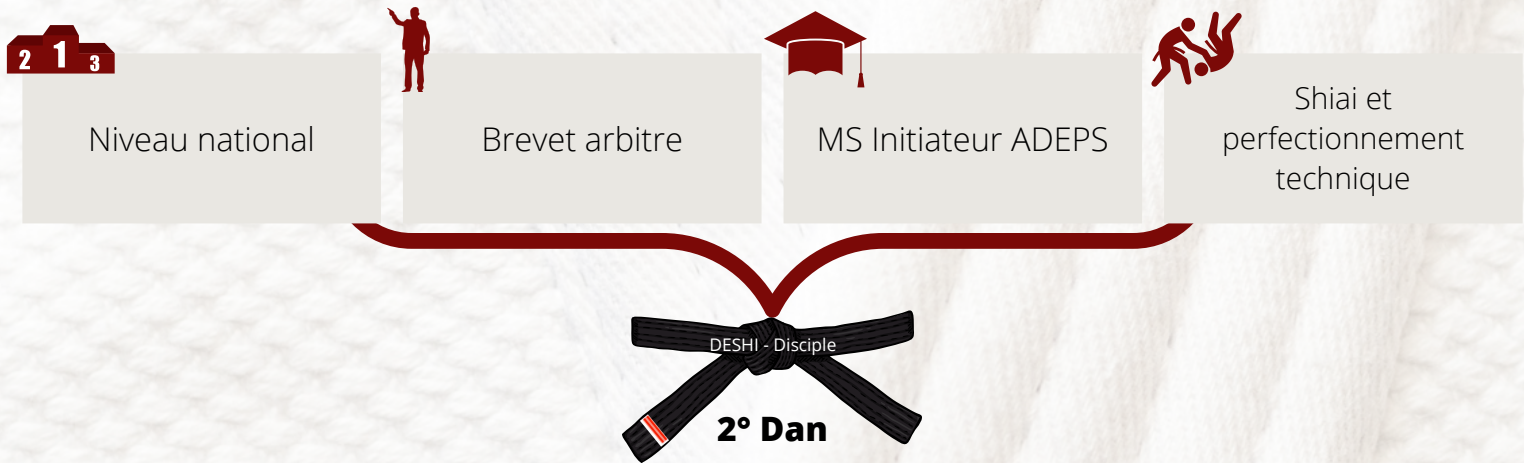 2 1 3
Niveau national
Brevet arbitre
MS Initiateur ADEPS
Shiai et
perfectionnement
technique
DESHI - Disciple
2° Dan